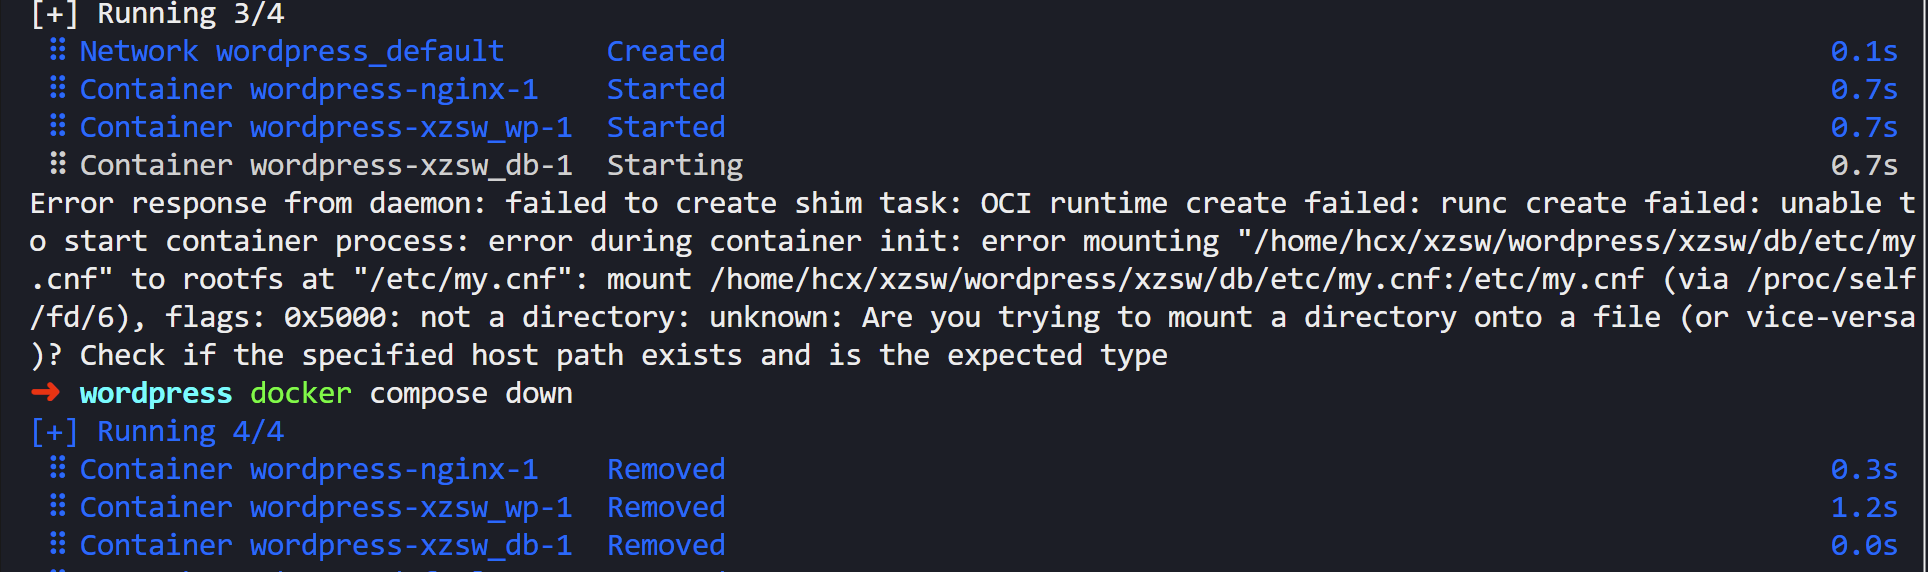 [+] Running 3/4
⠿ Network wordpress_default Created 0.1s
⠿ Container wordpress-nginx-1 Started 0.7s
⠿ Container wordpress-xzsw_wp-1 Started 0.7s
⠿ Container wordpress-xzsw_db-1 Starting 0.7s
Error response from daemon: failed to create shim task: OCI runtime create failed: runc create failed: unable t
o start container process: error during container init: error mounting "/home/hcx/xzsw/wordpress/xzsw/db/etc/my
.cnf" to rootfs at "/etc/my.cnf": mount /home/hcx/xzsw/wordpress/xzsw/db/etc/my.cnf:/etc/my.cnf (via /proc/self
/fd/6), flags: 0x5000: not a directory: unknown: Are you trying to mount a directory onto a file (or vice-versa
)? Check if the specified host path exists and is the expected type
➜ wordpress docker compose down
[+] Running 4/4
⠿ Container wordpress-nginx-1 Removed 0.3s
⠿ Container wordpress-xzsw_wp-1 Removed 1.2s
⠿ Container wordpress-xzsw_db-1 Removed 0.0s